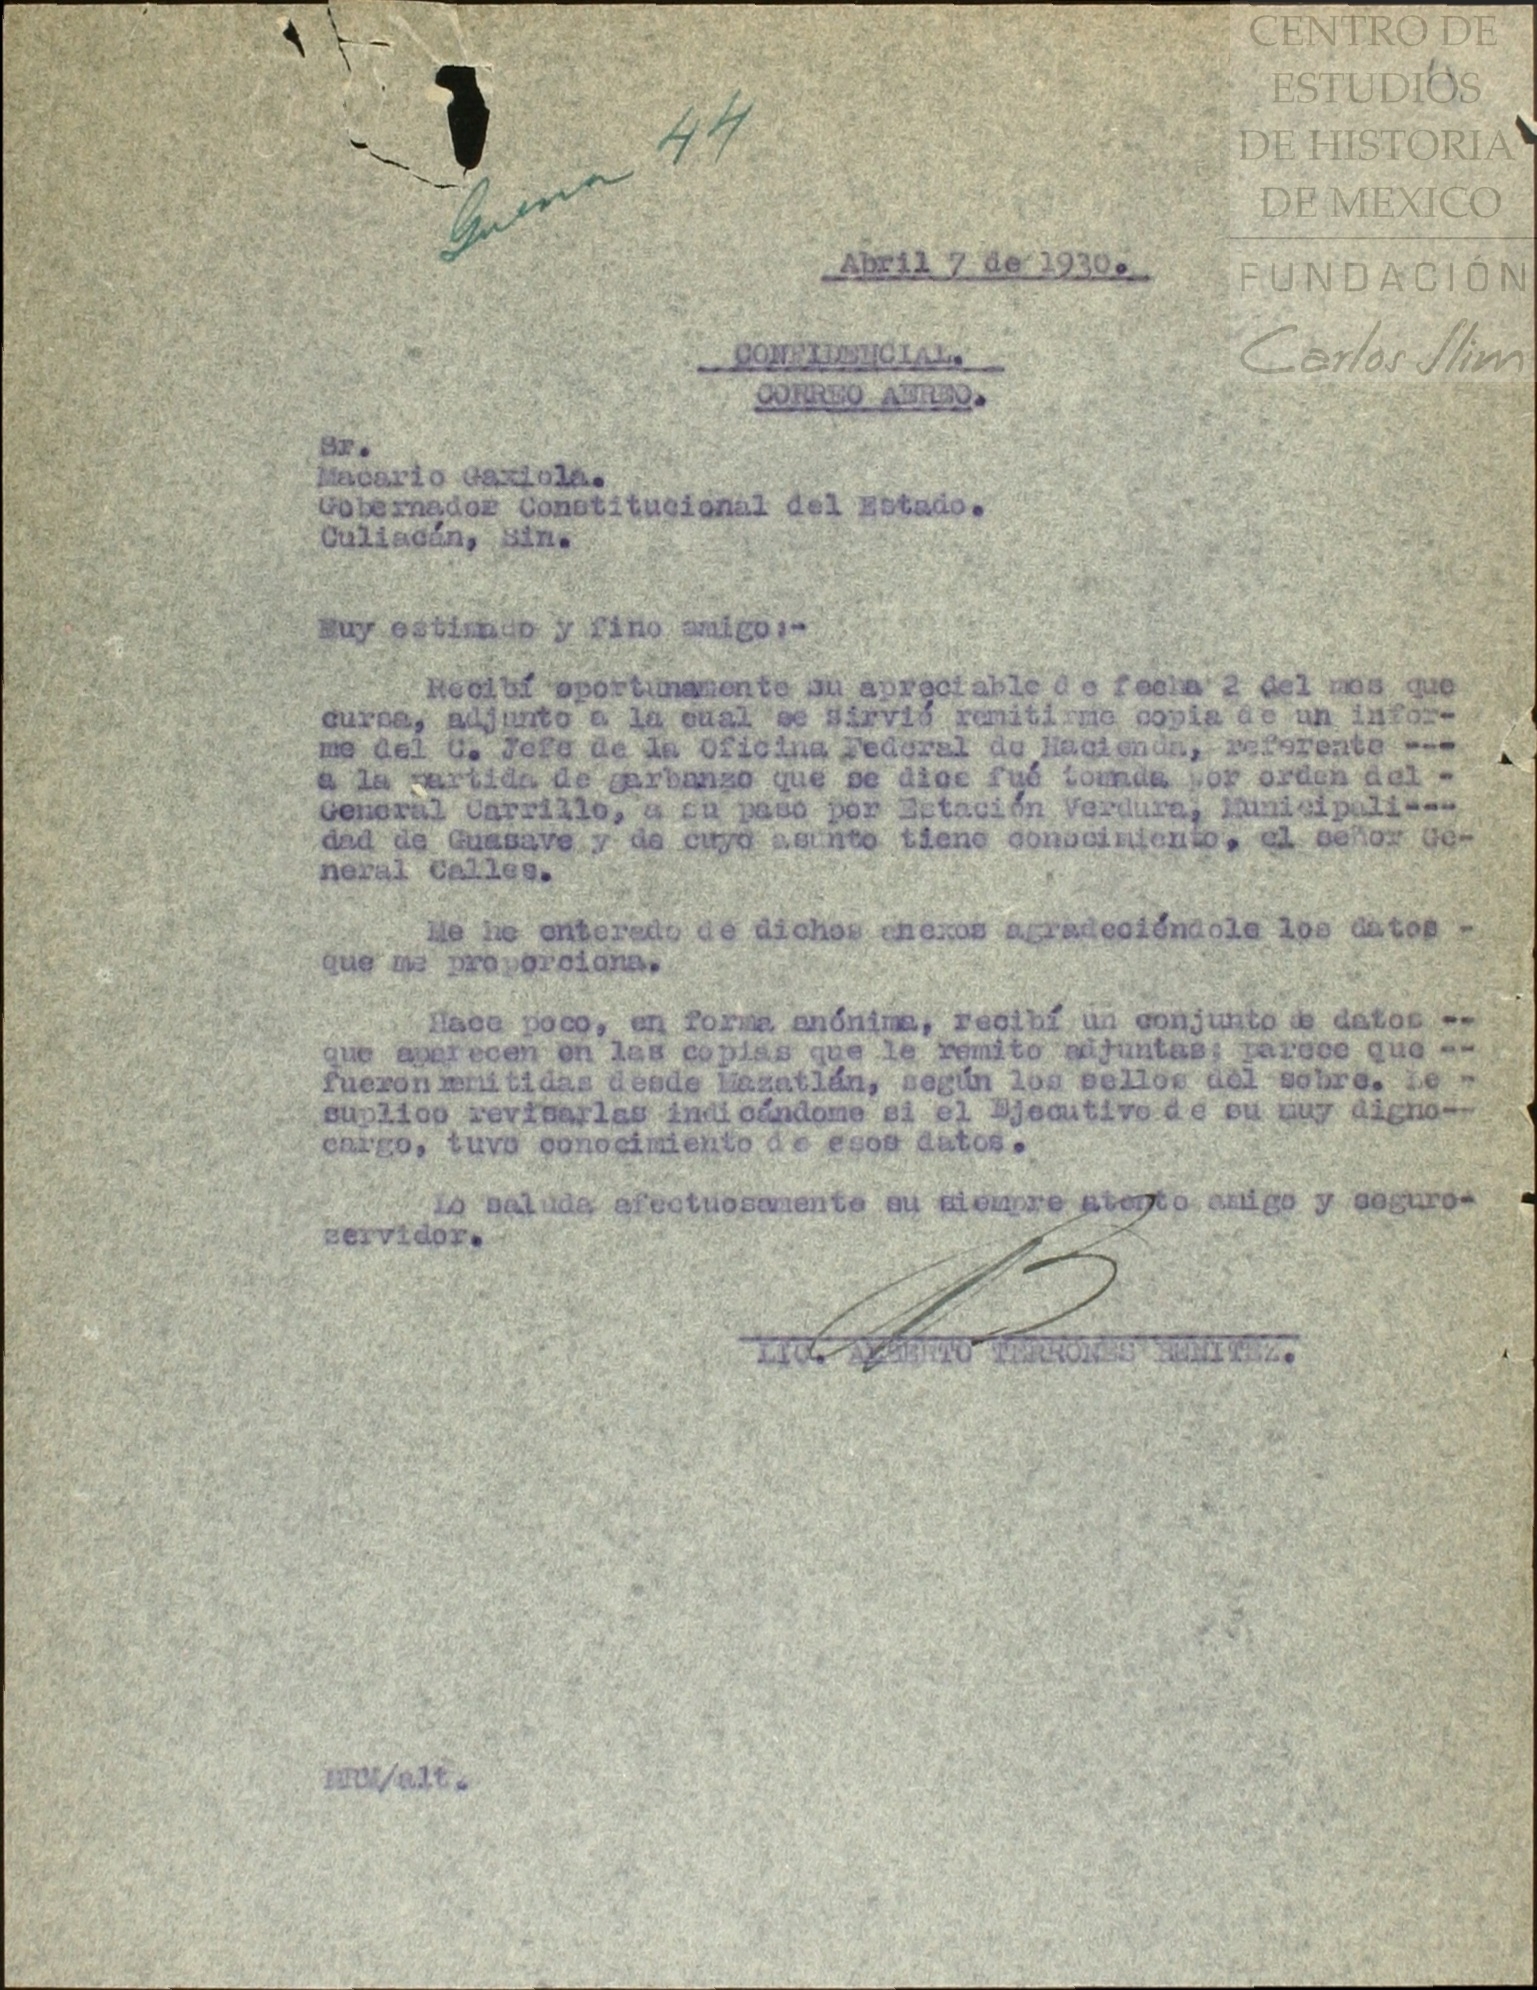 CENTRO DE
ESTUDIOS
DE HISTORIA
DE MEXICO
FUNDACIÓN
Carlos Slim
44
Abril 7 de 1930.
CONFIDENCIAL.
CORREO AEREO.
Sr.
Macario Gaxiola.
Gobernador Constitucional del Estado.
Culiacán, Sin.
Muy estimado y fino amigo:-
Recibí oportunamente su apreciable de fecha 2 del mes que
cursa, adjunto a la cual se sirvió remitirme copia de un infor-
me del C. Jefe de la Oficina Federal de Hacienda, referente ---
a la partida de garbanzo que se dice fué tomada por orden del -
General Carrillo, a su paso por Estación Verdura, Municipali---
dad de Guasave y de cuyo asunto tiene conocimiento, el señor Ge-
neral Calles.
Me he enterado de dichos anexos agradeciéndole los datos -
que me proporciona.
Hace poco, en forma anónima, recibí un conjunto de datos --
que aparecen en las copias que le remito adjuntas; parece que --
fueron remitidas desde Mazatlán, según los sellos del sobre. Le -
suplico revisarlas indicándome si el Ejecutivo de su muy digno--
cargo, tuvo conocimiento de esos datos.
Lo saluda afectuosamente su siempre atento amigo y seguro-
servidor.
LIC. ALBERTO TERRONES BENITEZ.
MRM/alt.